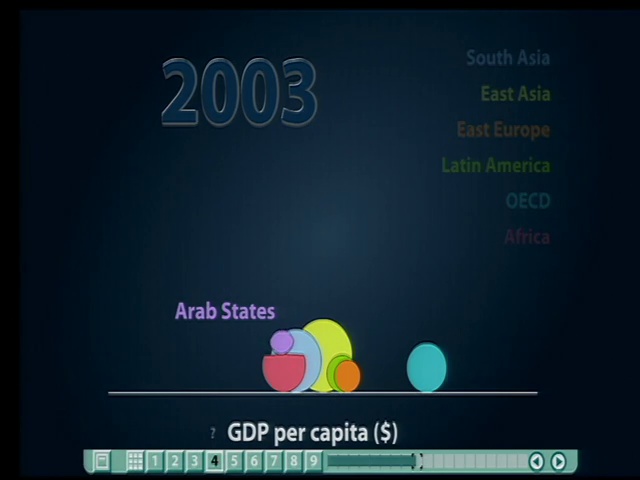 2003
South Asia
East Asia
East Europe
Latin America
OECD
Africa
Arab States
? GDP per capita ($)
1 2 3 4 5 6 7 8 9